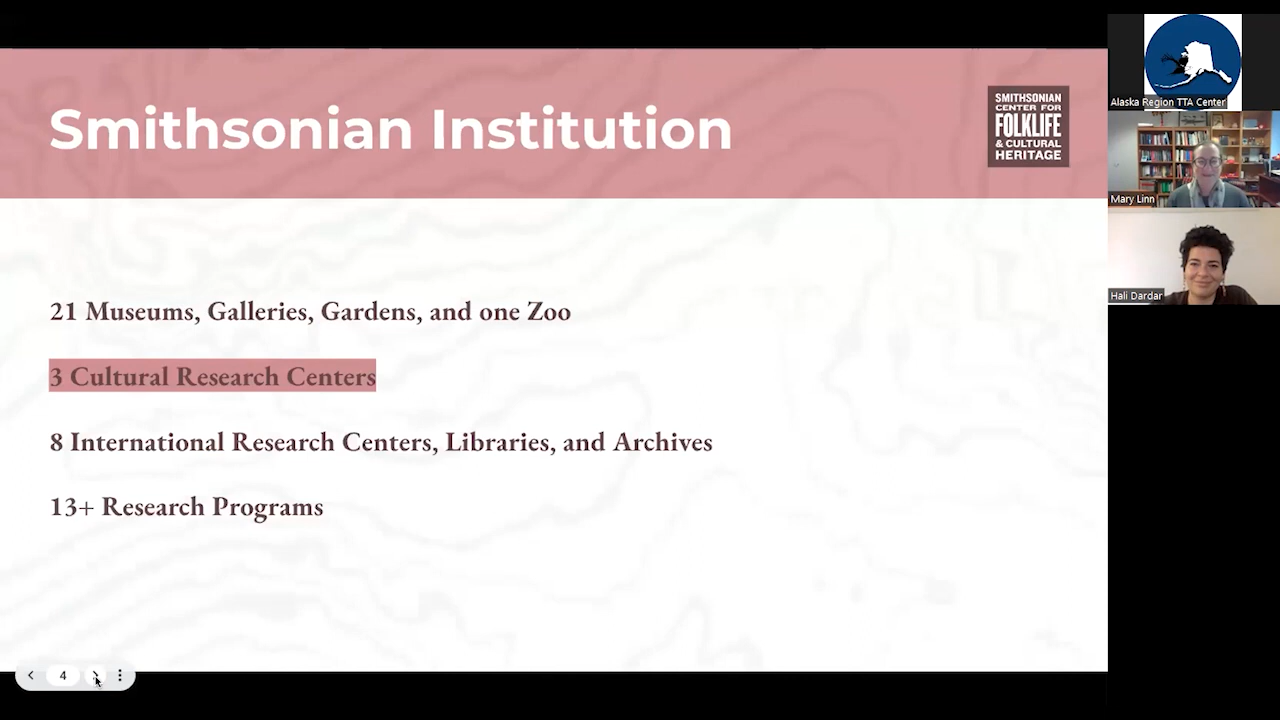 Smithsonian Institution
SMITHSONIAN
CENTER FOR
FOLKLIFE
& CULTURAL
HERITAGE
21 Museums, Galleries, Gardens, and one Zoo
3 Cultural Research Centers
8 International Research Centers, Libraries, and Archives
13+ Research Programs
4
Alaska Region TTA Center
Mary Linn
Hali Dardar